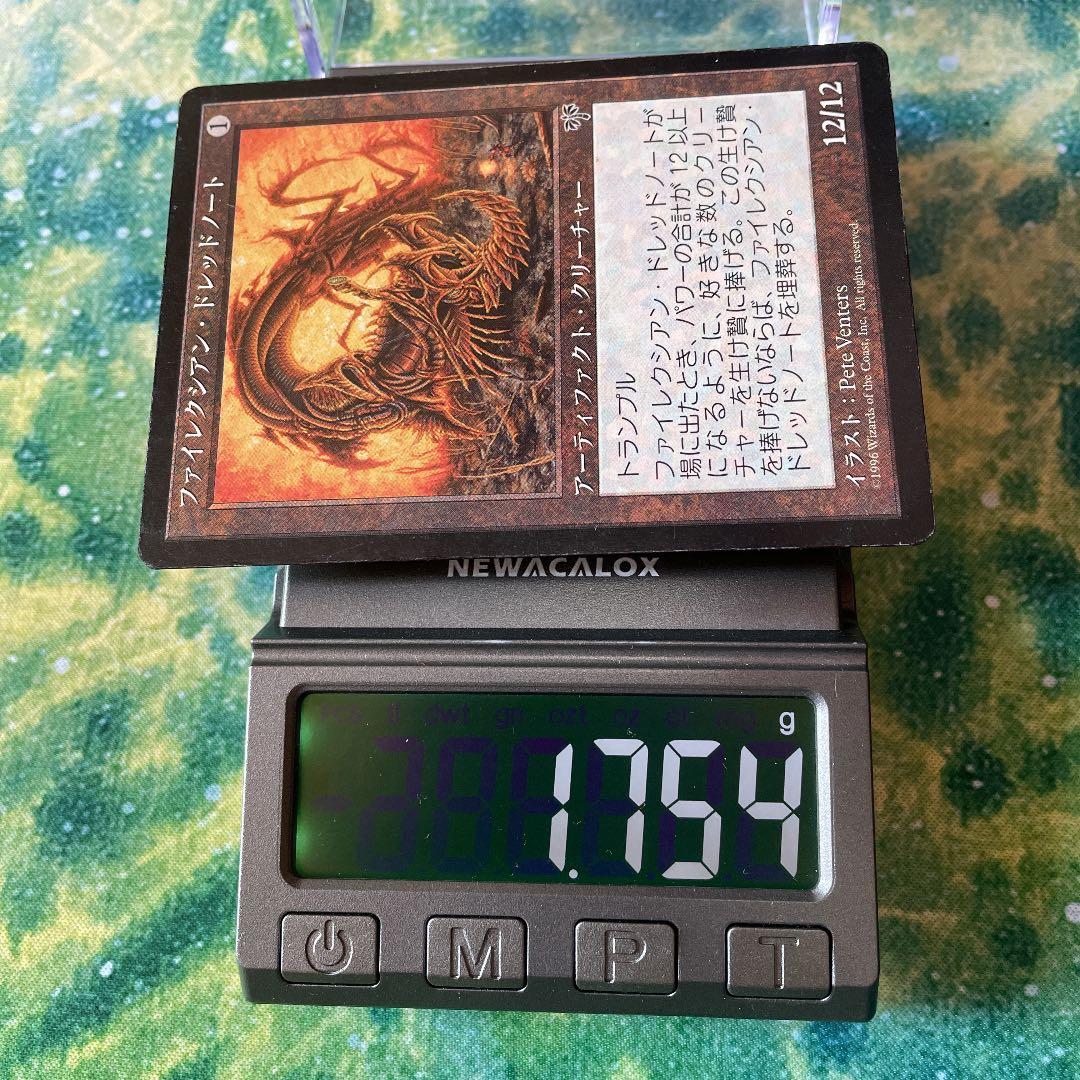 ファイレクシアン・ドレッドノート
1
アーティファクト・クリーチャー
トランプル
ファイレクシアン・ドレッドノートが
場に出たとき、パワーの合計が12以上
になるように、好きな数のクリー
チャーを生け贄に捧げる。この生け贄
を捧げないならば、ファイレクシアン・
ドレッドノートを埋葬する。
イラスト：Pete Venters
©1996 Wizards of the Coast, Inc. All rights reserved.
12/12
NEWACALOX
pcs tl dwt gn ozt oz ct mg g
1.754
M P T